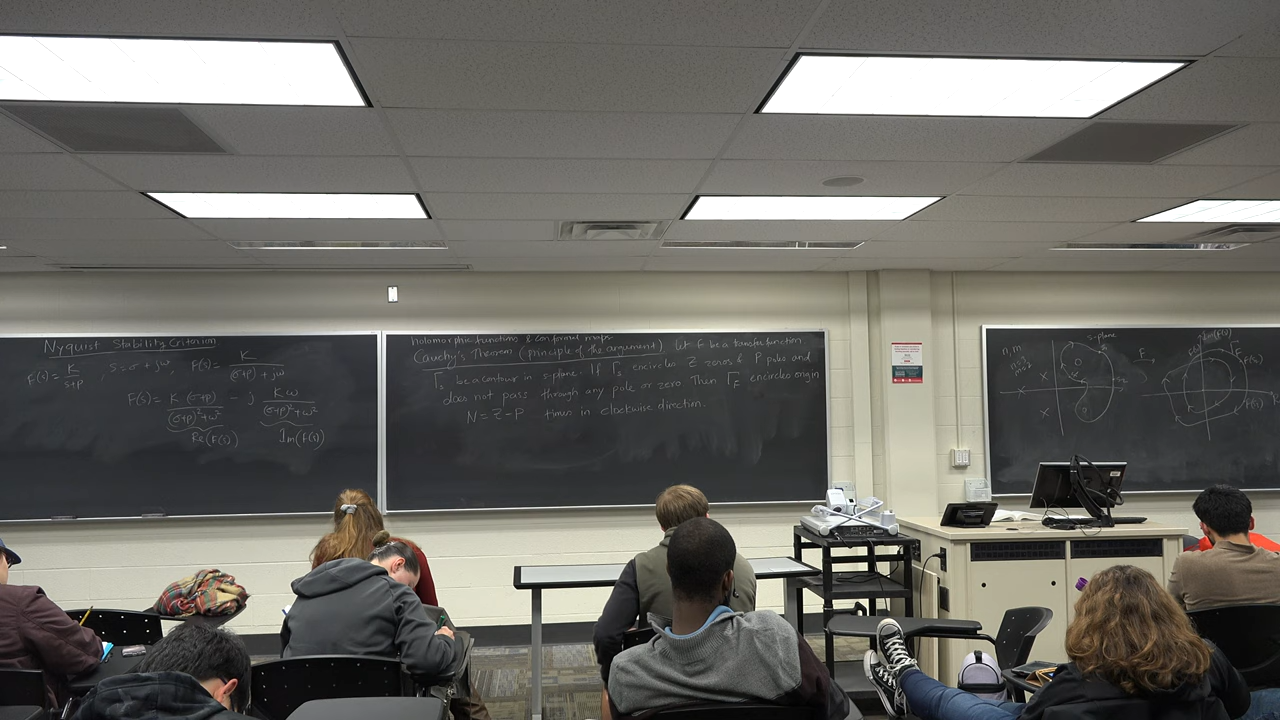 Nyquist Stability Criterion
F(s) = K/(s+p) , s = σ + jω , F(s) = K/((σ+p) + jω)
F(s) = K (σ+p)/((σ+p)²+ω²) - j Kω/((σ+p)²+ω²)
Re(F(s)) Im(F(s))
holomorphic functions & conformal maps
Cauchy's Theorem (principle of the argument) Let F be a transfer function
Γs be a contour in s-plane. If Γs encircles Z zeros & P poles and
does not pass through any pole or zero. Then ΓF encircles origin
N = Z - P times in clockwise direction.
n, m
s-plane
F
ΓF